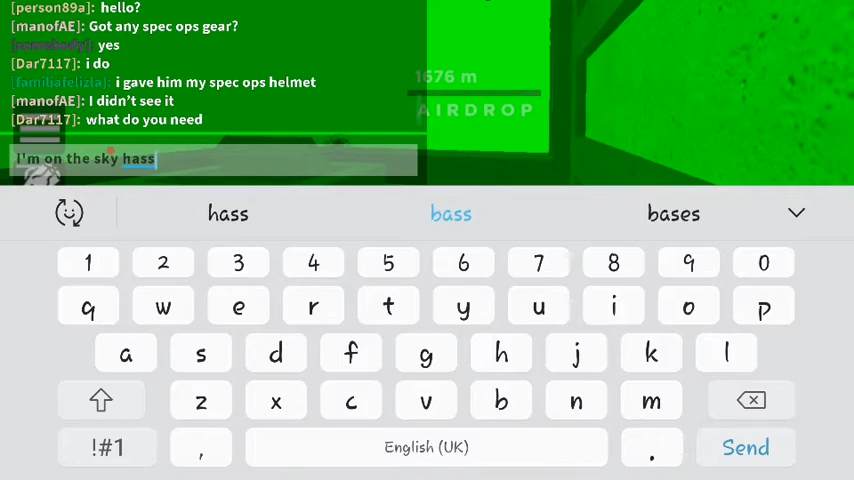 [person89a]: hello?
[manofAE]: Got any spec ops gear?
[somebody] yes
[Dar7117]: i do
[familiafelizla]: i gave him my spec ops helmet
[manofAE]: I didn't see it
[Dar7117]: what do you need
1676 m
AIRDROP
I'm on the sky hass
hass bass bases
1 2 3 4 5 6 7 8 9 0
q w e r t y u i o p
a s d f g h j k l
z x c v b n m
!#1 , English (UK) . Send